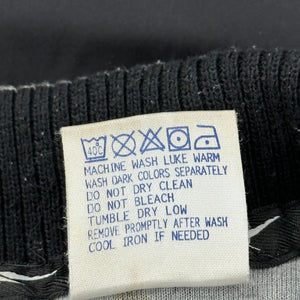 40C
MACHINE WASH LUKE WARM
WASH DARK COLORS SEPARATELY
DO NOT DRY CLEAN
DO NOT BLEACH
TUMBLE DRY LOW
REMOVE PROMPTLY AFTER WASH
COOL IRON IF NEEDED